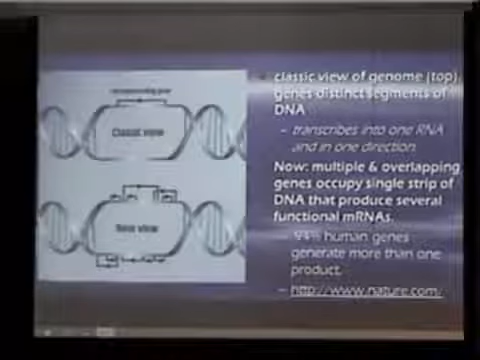 classic view of genome (top)
genes distinct segments of
DNA
– transcribes into one RNA
and in one direction.
Now: multiple & overlapping
genes occupy single strip of
DNA that produce several
functional mRNAs.
– 94% human genes
generate more than one
product.
– http://www.nature.com/
Classic view
New view